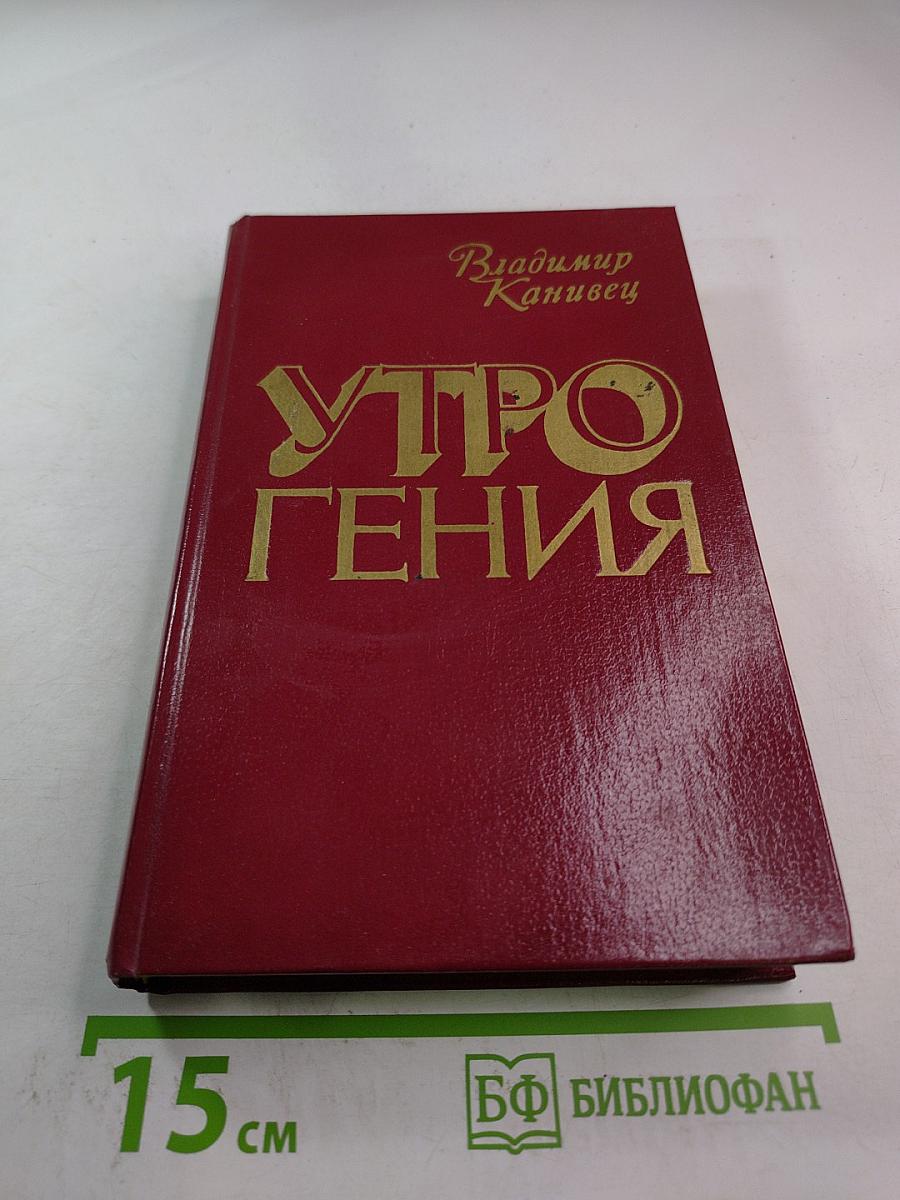 Владимир
Канивец
УТРО
ГЕНИЯ
15 см
БФ БИБЛИОФАН